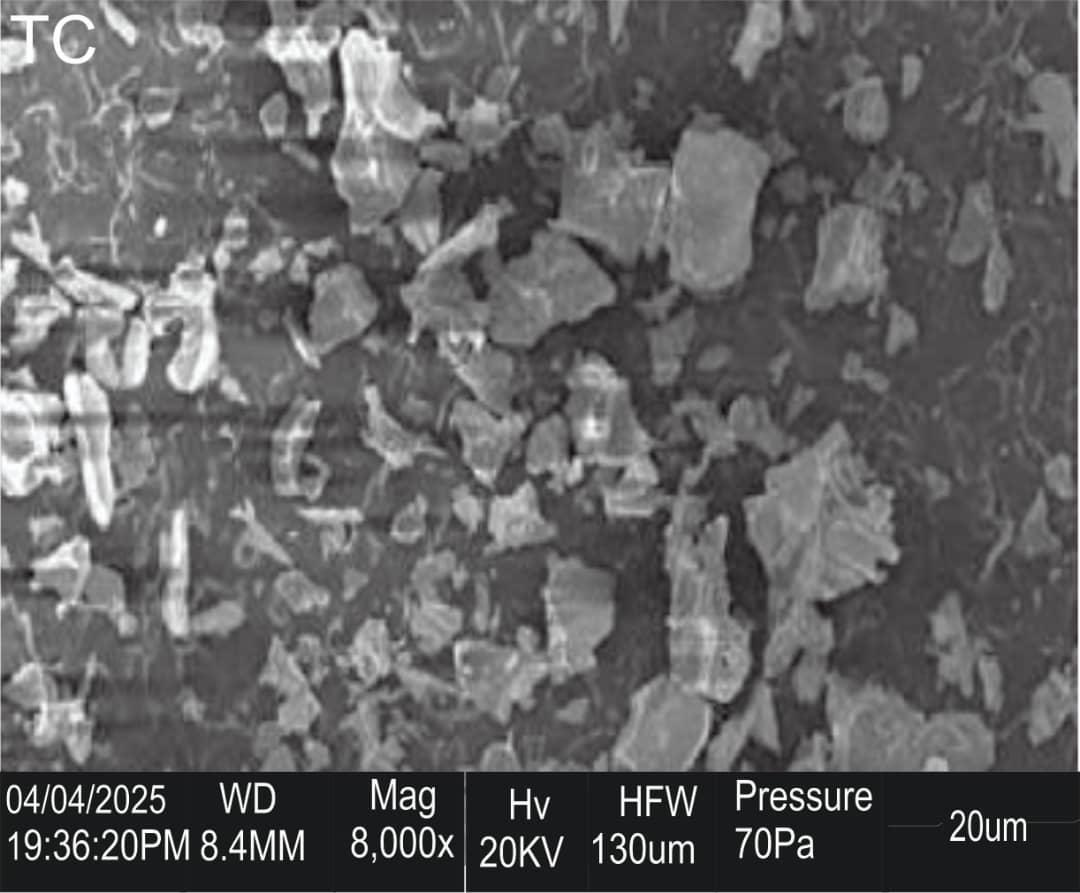 TC
04/04/2025 WD Mag Hv HFW Pressure
19:36:20PM 8.4MM 8,000x 20KV 130um 70Pa 20um